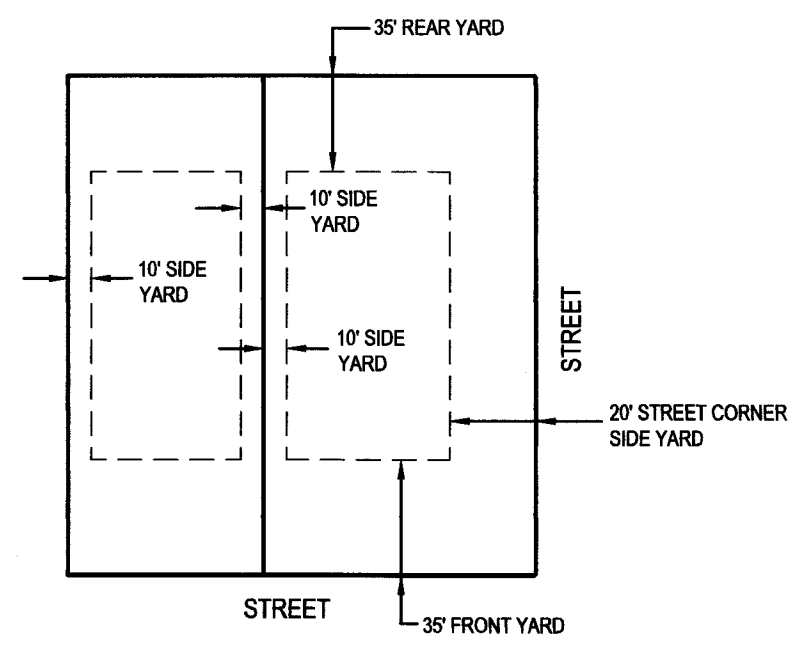 35' REAR YARD
10' SIDE
YARD
10' SIDE
YARD
10' SIDE
YARD
STREET
20' STREET CORNER
SIDE YARD
STREET
35' FRONT YARD